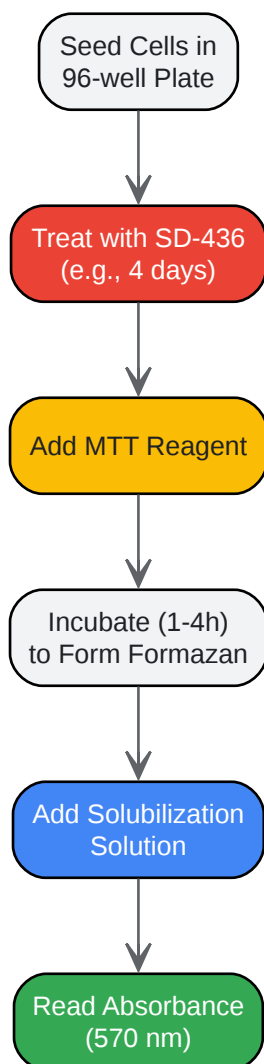 Seed Cells in
96-well Plate
Treat with SD-436
(e.g., 4 days)
Add MTT Reagent
Incubate (1-4h)
to Form Formazan
Add Solubilization
Solution
Read Absorbance
(570 nm)